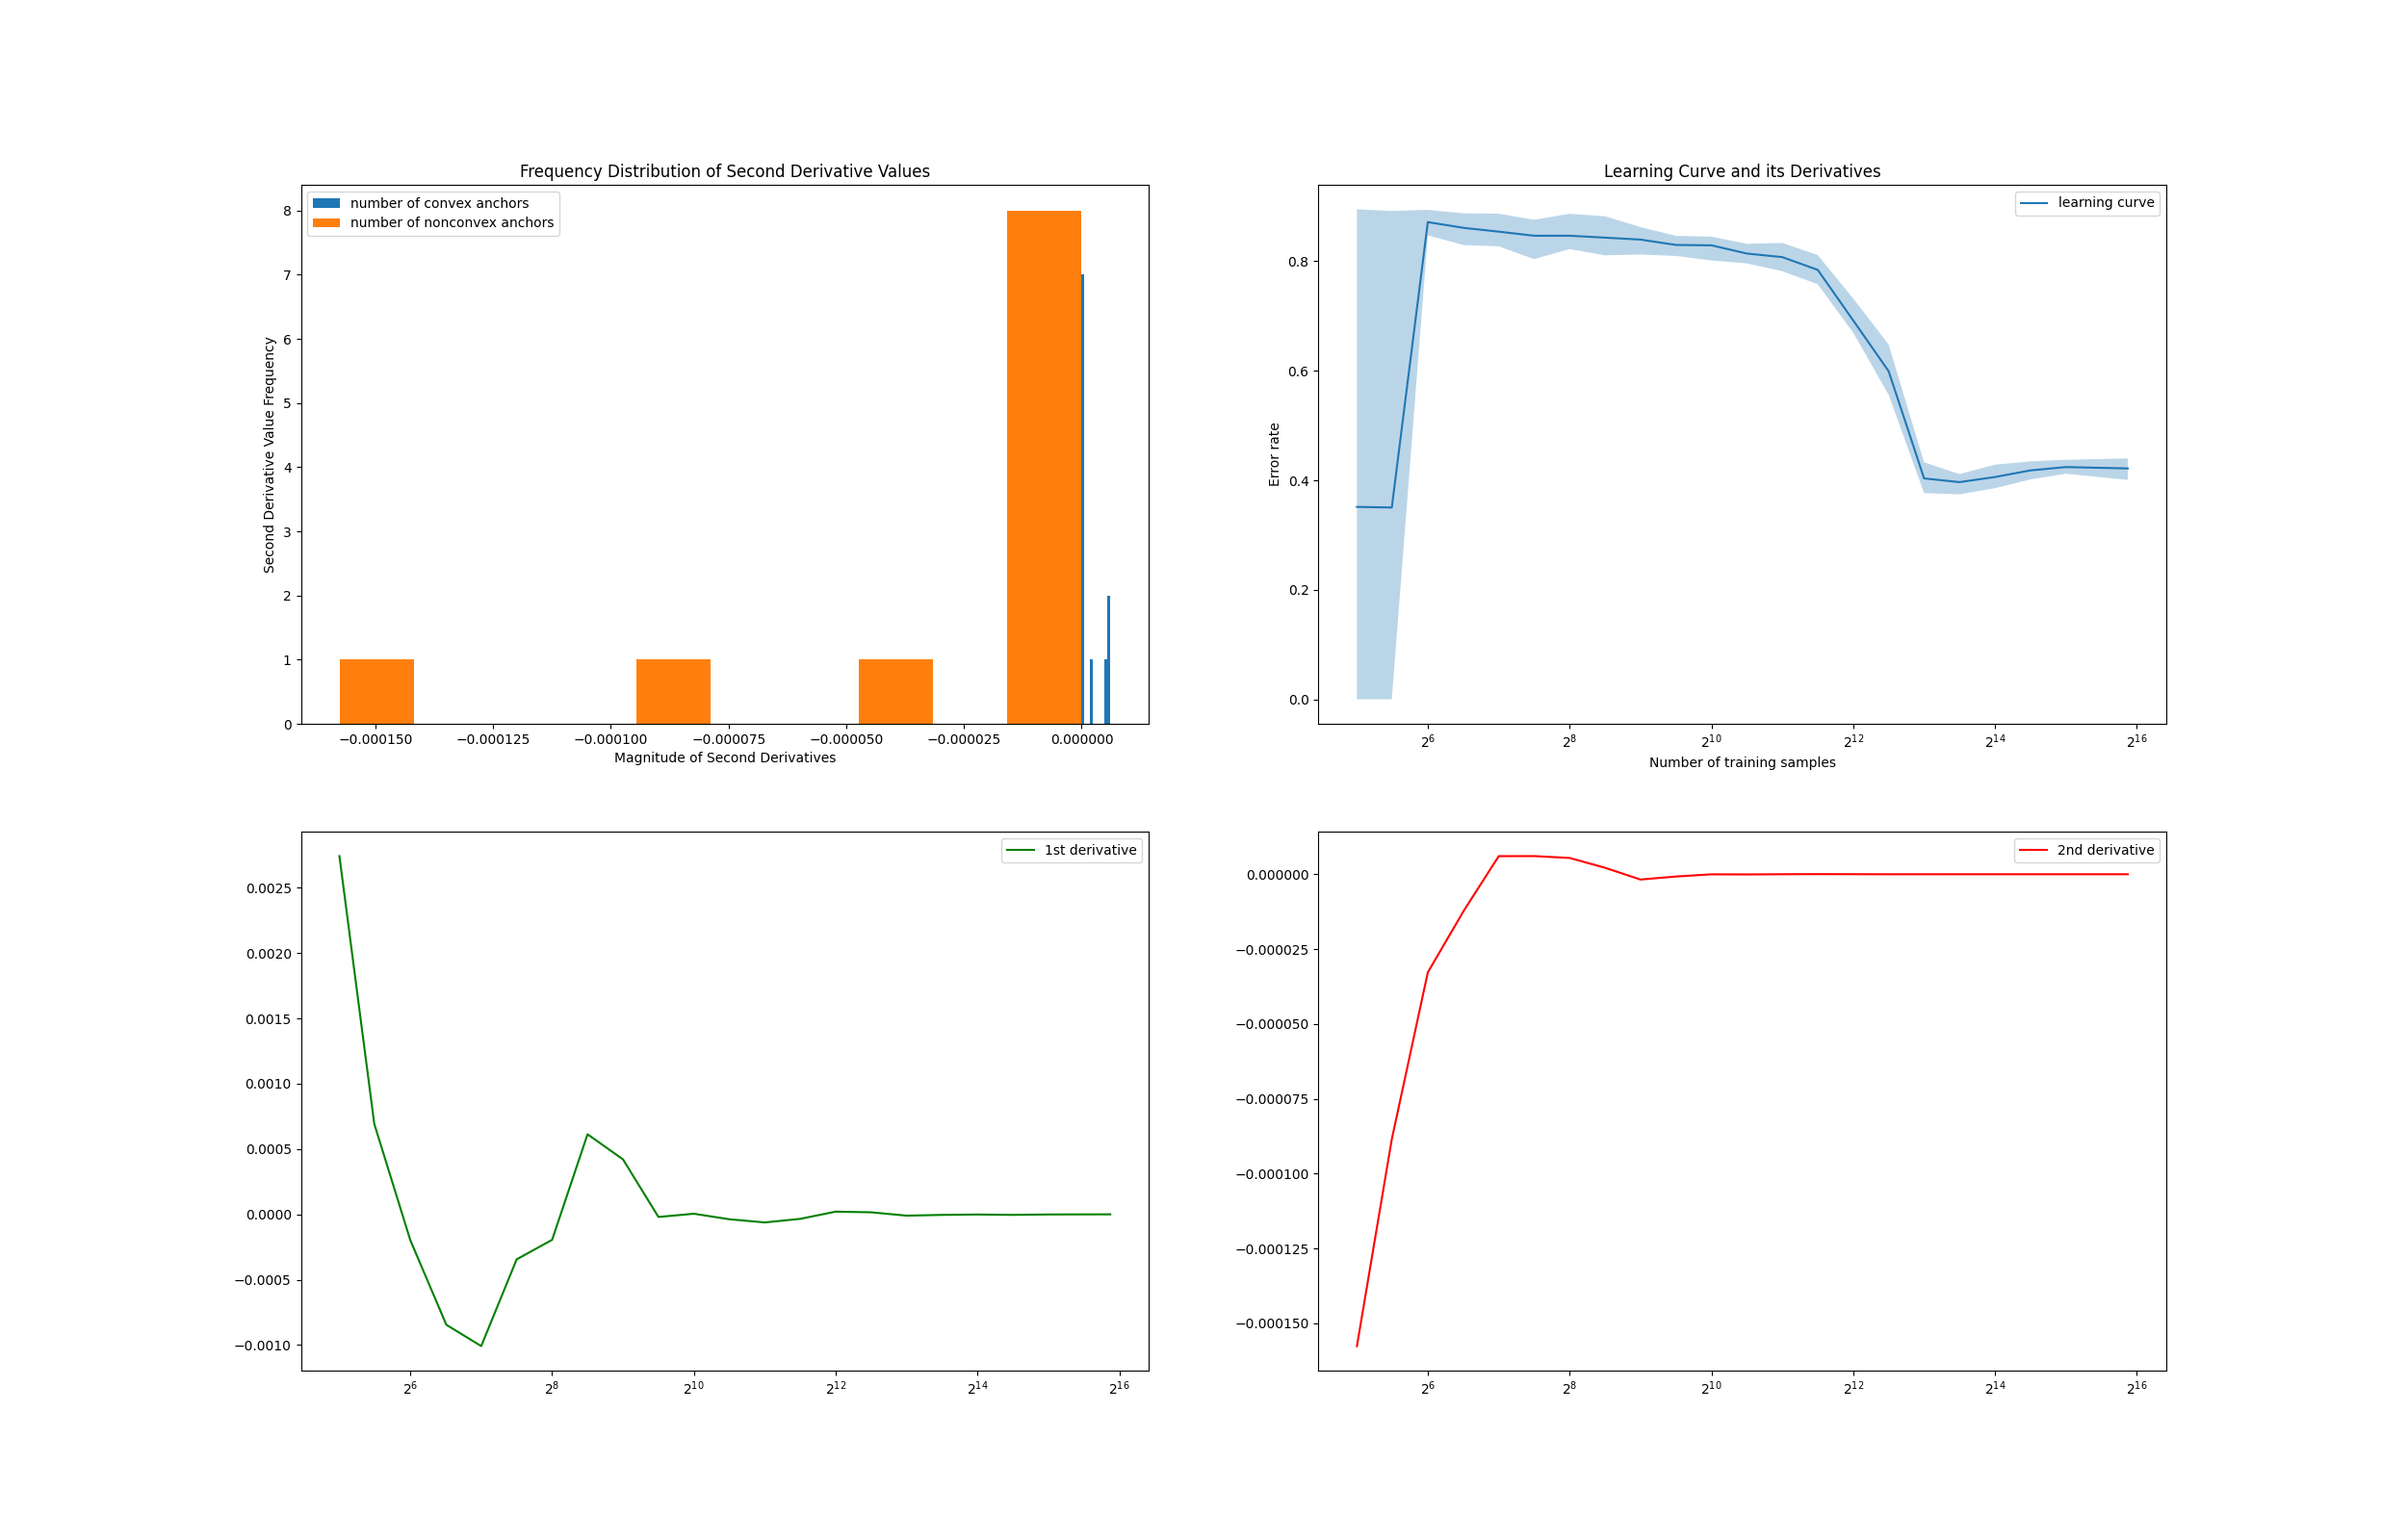 Frequency Distribution of Second Derivative Values
number of convex anchors
number of nonconvex anchors
8
7
6
5
4
3
2
1
0
Second Derivative Value Frequency
−0.000150 −0.000125 −0.000100 −0.000075 −0.000050 −0.000025 0.000000
Magnitude of Second Derivatives
Learning Curve and its Derivatives
learning curve
0.8
0.6
0.4
0.2
0.0
Error rate
2^6 2^8 2^10 2^12 2^14 2^16
Number of training samples
1st derivative
0.0025
0.0020
0.0015
0.0010
0.0005
0.0000
−0.0005
−0.0010
2^6 2^8 2^10 2^12 2^14 2^16
2nd derivative
0.000000
−0.000025
−0.000050
−0.000075
−0.000100
−0.000125
−0.000150
2^6 2^8 2^10 2^12 2^14 2^16